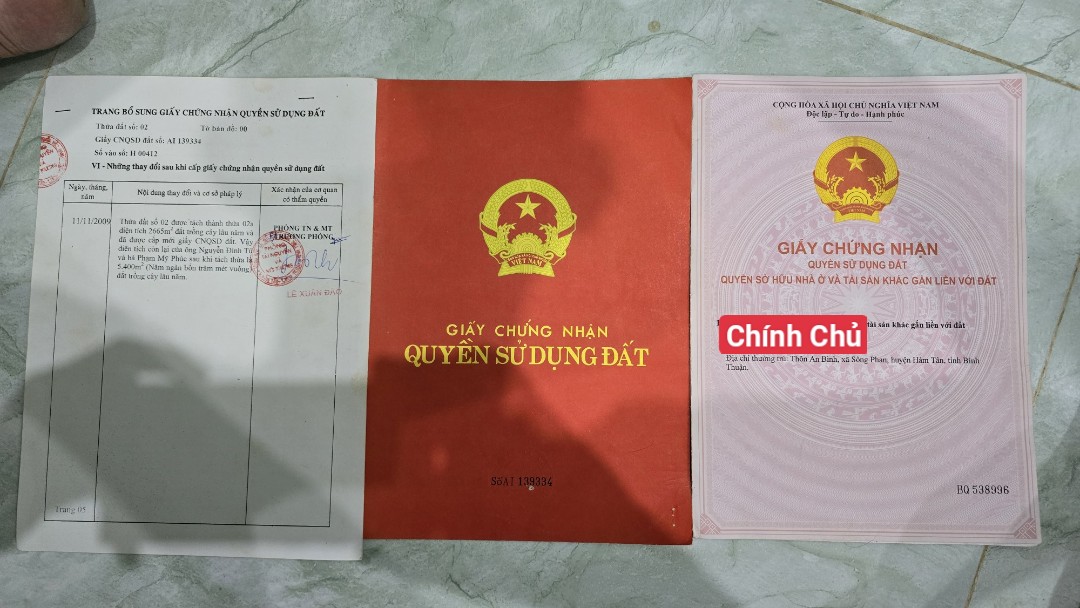 TRANG BỔ SUNG GIẤY CHỨNG NHẬN QUYỀN SỬ DỤNG ĐẤT
Thửa đất số: 02 Tờ bản đồ: 00
Giấy CNQSD đất số: AI 139334
Số vào sổ: H 00412
VI - Những thay đổi sau khi cấp giấy chứng nhận quyền sử dụng đất
Ngày, tháng, năm
Nội dung thay đổi và cơ sở pháp lý
Xác nhận của cơ quan có thẩm quyền
11/11/2009
Thửa đất số 02 được tách thành thửa 02a
diện tích 2665m² đất trồng cây lâu năm và
đã được cấp mới giấy CNQSD đất. Vậy
diện tích còn lại của ông Nguyễn Đình Từ
và bà Phạm Mỹ Phúc sau khi tách thửa là
5.400m² (Năm ngàn bốn trăm mét vuông)
đất trồng cây lâu năm.
PHÒNG TN & MT
TRƯỞNG PHÒNG
LÊ XUÂN ĐÀO
Trang 05
VIỆT NAM
GIẤY CHỨNG NHẬN
QUYỀN SỬ DỤNG ĐẤT
Số AI 139334
CỘNG HÒA XÃ HỘI CHỦ NGHĨA VIỆT NAM
Độc lập - Tự do - Hạnh phúc
GIẤY CHỨNG NHẬN
QUYỀN SỬ DỤNG ĐẤT
QUYỀN SỞ HỮU NHÀ Ở VÀ TÀI SẢN KHÁC GẮN LIỀN VỚI ĐẤT
tài sản khác gắn liền với đất
Chính Chủ
Địa chỉ thường trú: Thôn An Bình, xã Sông Phan, huyện Hàm Tân, tỉnh Bình
Thuận.
BQ 538996